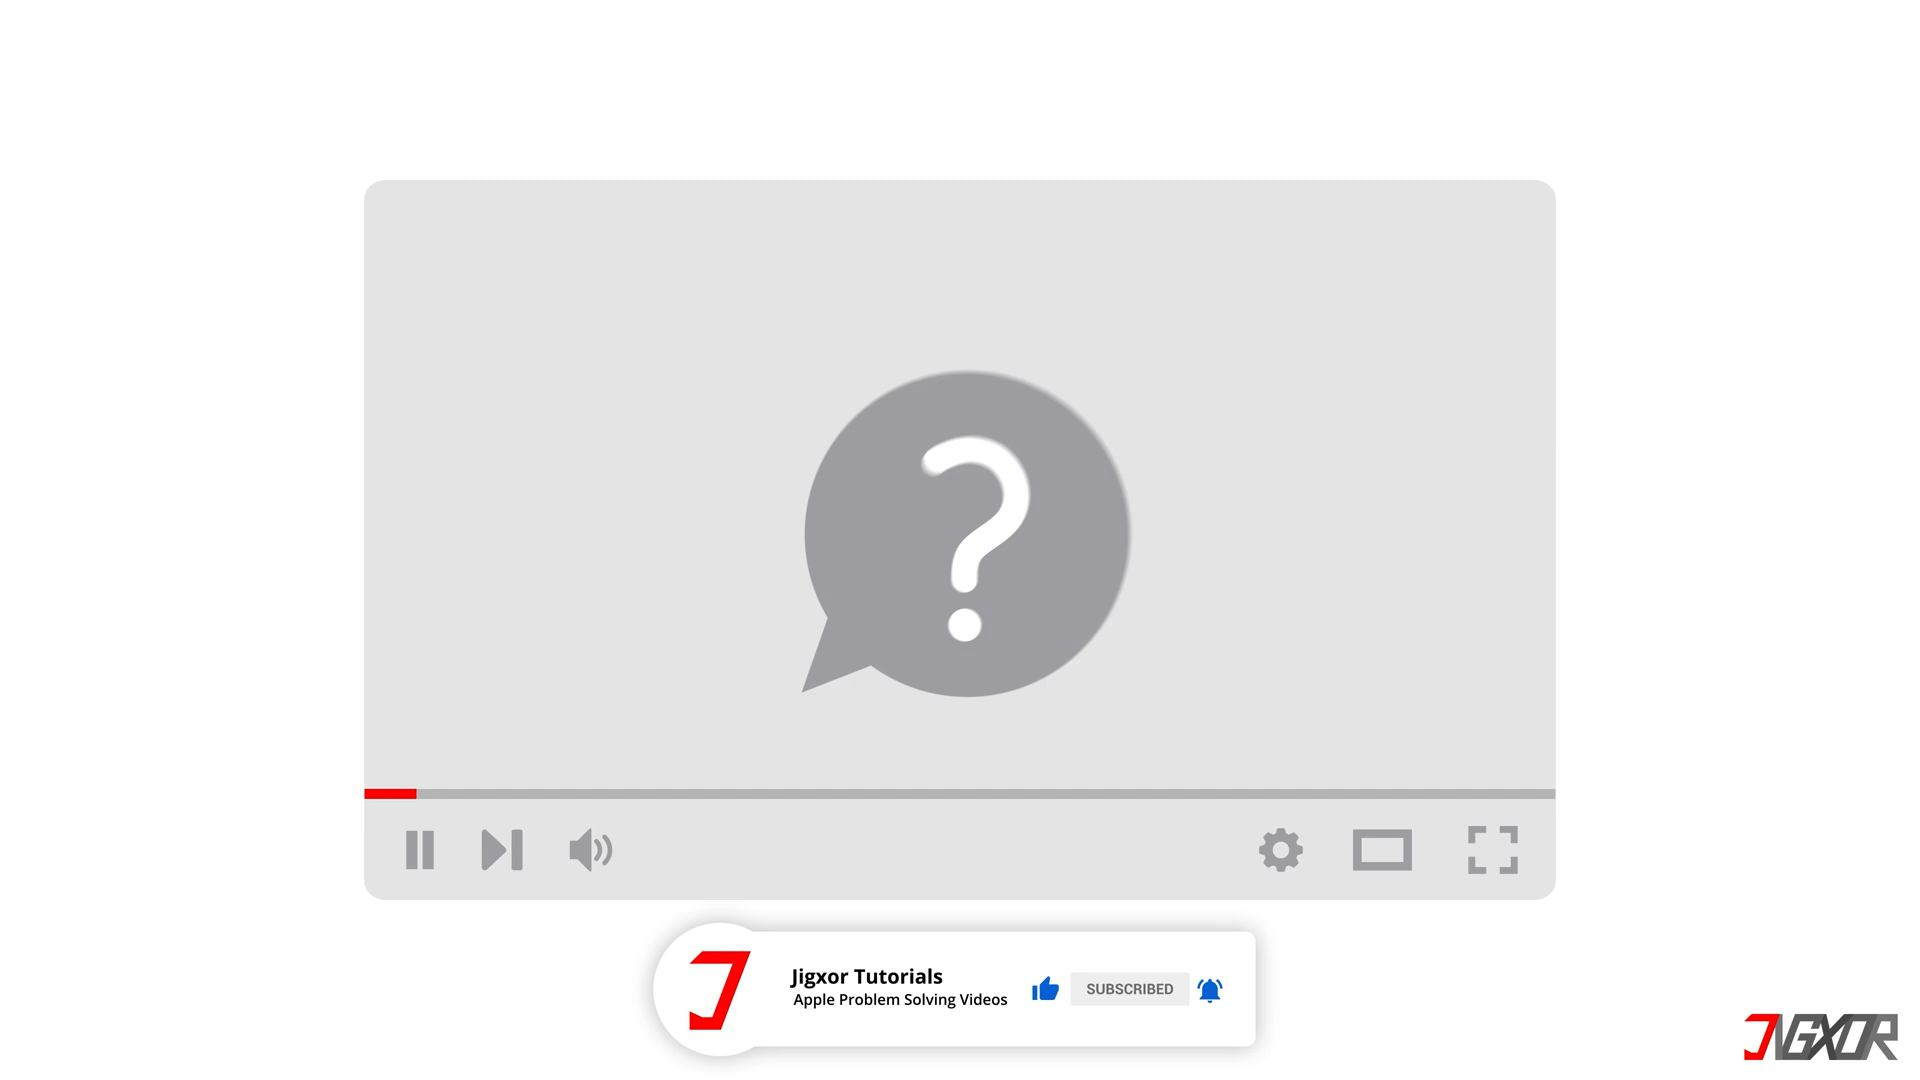 ?
Jigxor Tutorials
Apple Problem Solving Videos
SUBSCRIBED
JIGXOR